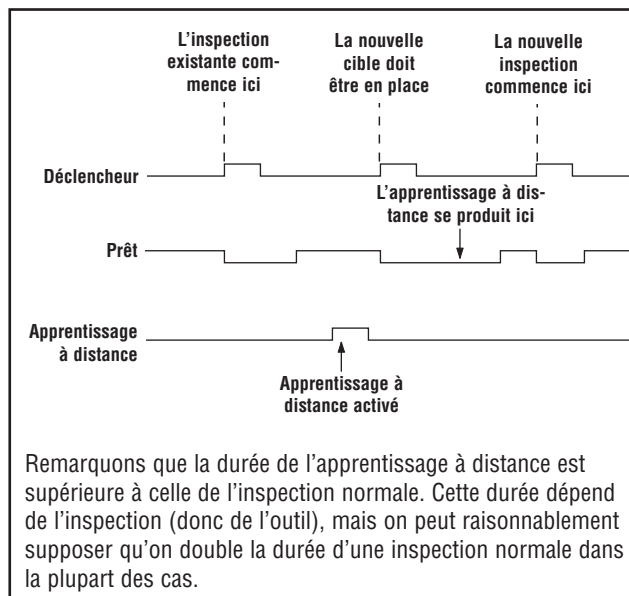 L'inspection
existante com-
mence ici
La nouvelle
cible doit
être en place
La nouvelle
inspection
commence ici
Déclencheur
L'apprentissage à dis-
tance se produit ici
Prêt
Apprentissage
à distance
Apprentissage à
distance activé
Remarquons que la durée de l'apprentissage à distance est
supérieure à celle de l'inspection normale. Cette durée dépend
de l'inspection (donc de l'outil), mais on peut raisonnablement
supposer qu'on double la durée d'une inspection normale dans
la plupart des cas.